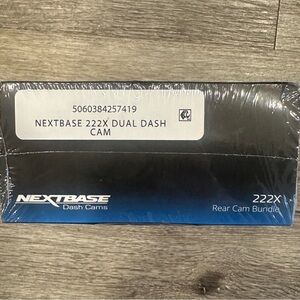 5060384257419
NEXTBASE 222X DUAL DASH
CAM
NEXTBASE
Dash Cams
222X
Rear Cam Bundle